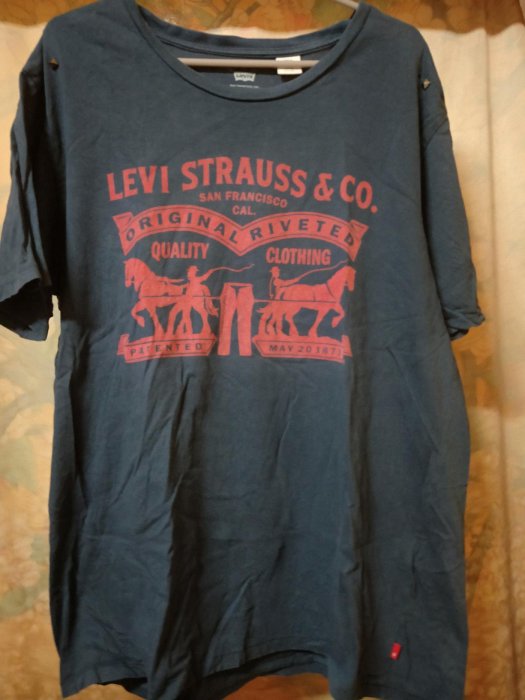 LEVI STRAUSS & CO.
SAN FRANCISCO
CAL.
ORIGINAL RIVETED
QUALITY CLOTHING
PATENTED MAY 20 1873